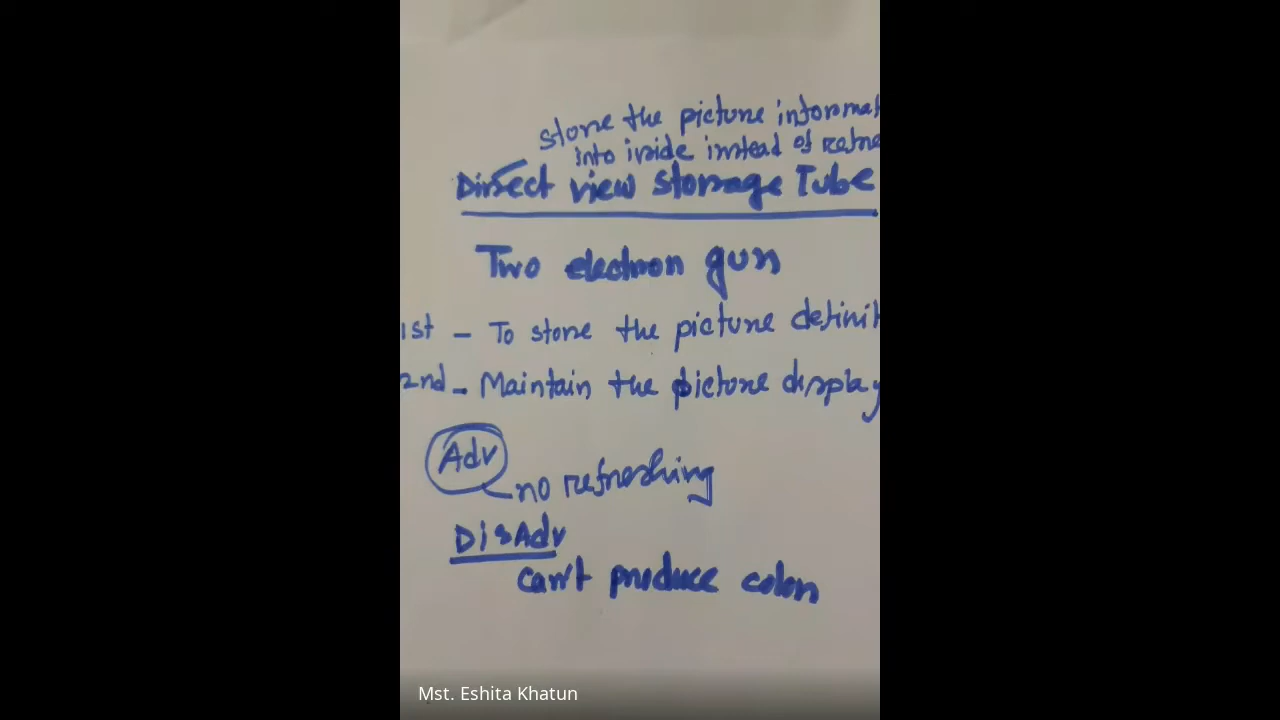 store the picture informat
into inside instead of refre
Direct view storage Tube
Two electron gun
1st - To store the picture definit
2nd - Maintain the picture display
Adv
no refreshing
DisAdv
can't produce color
Mst. Eshita Khatun